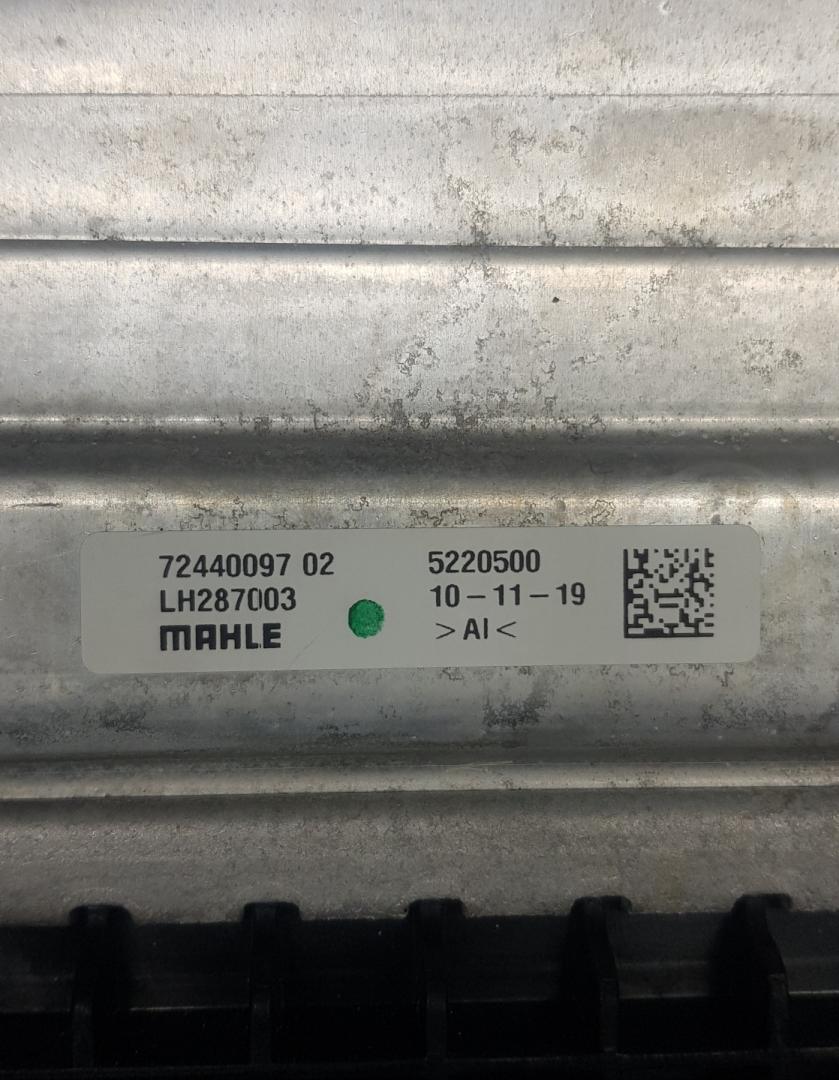 72440097 02
LH287003
MAHLE
5220500
10-11-19
>Al<